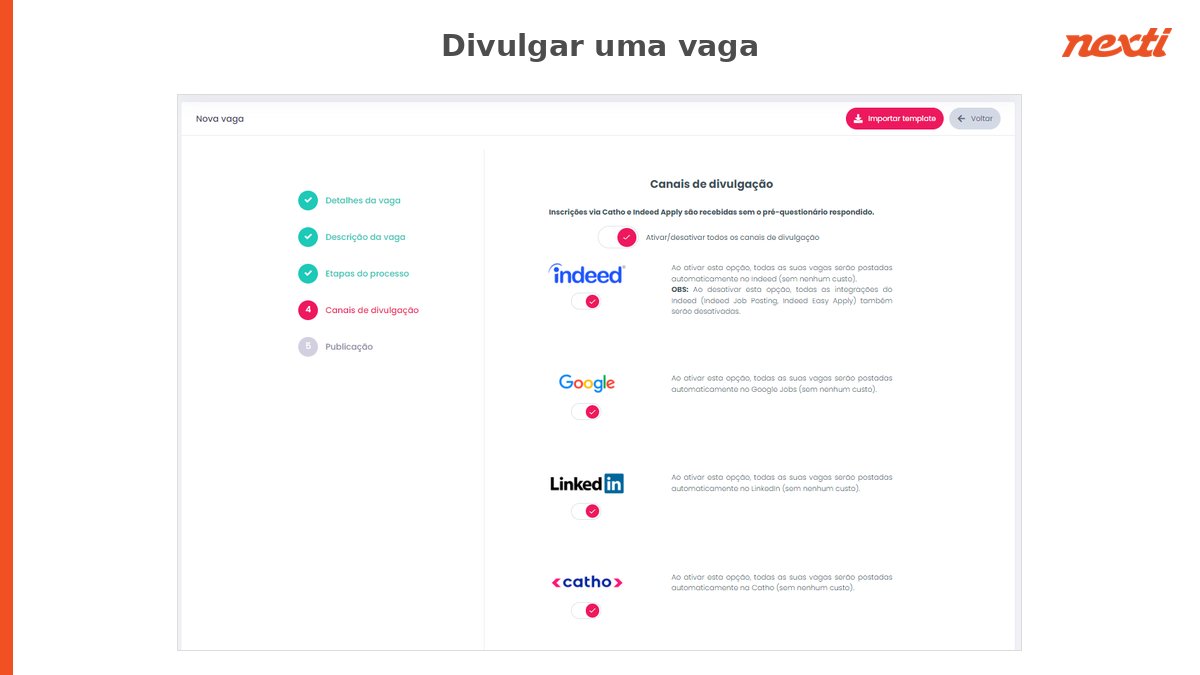 Divulgar uma vaga
nexti
Nova vaga
Importar template
Voltar
Detalhes da vaga
Descrição da vaga
Etapas do processo
4 Canais de divulgação
5 Publicação
Canais de divulgação
Inscrições via Catho e Indeed Apply são recebidas sem o pré-questionário respondido.
Ativar/desativar todos os canais de divulgação
indeed
Ao ativar esta opção, todas as suas vagas serão postadas
automaticamente no Indeed (sem nenhum custo).
OBS: Ao desativar esta opção, todas as integrações do
Indeed (Indeed Job Posting, Indeed Easy Apply) também
serão desativadas.
Google
Ao ativar esta opção, todas as suas vagas serão postadas
automaticamente no Google Jobs (sem nenhum custo).
Linked in
Ao ativar esta opção, todas as suas vagas serão postadas
automaticamente no LinkedIn (sem nenhum custo).
<catho>
Ao ativar esta opção, todas as suas vagas serão postadas
automaticamente na Catho (sem nenhum custo).